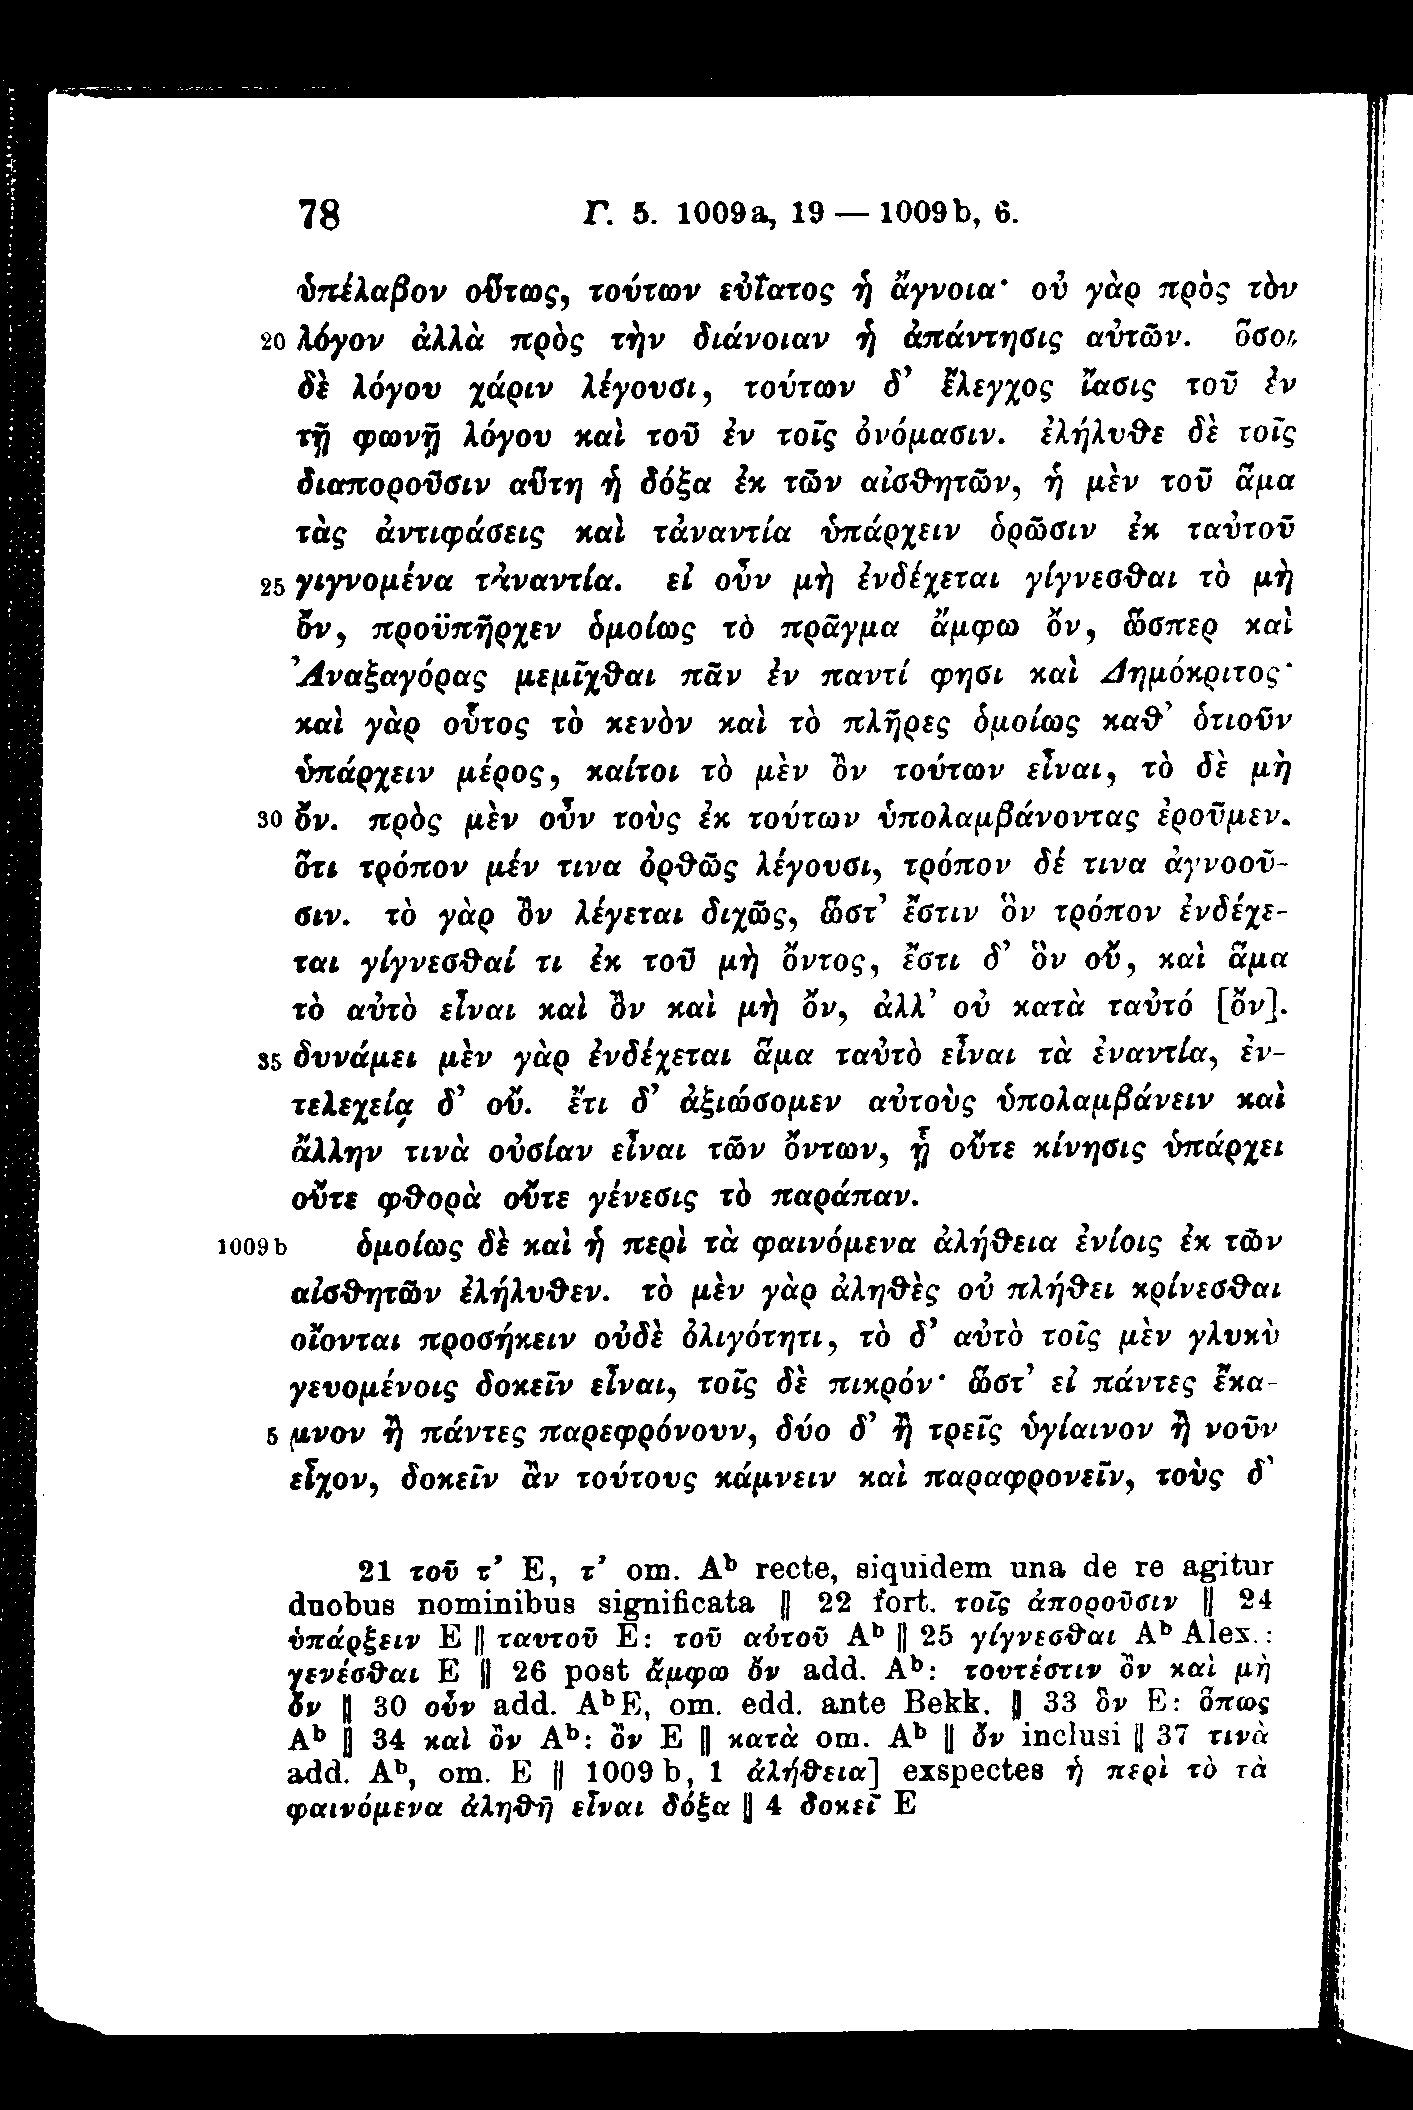 78 Γ. 5. 1009a, 19 — 1009b, 6.
ὑπέλαβον οὕτως, τούτων εὐΐατος ἡ ἄγνοια· οὐ γὰρ πρὸς τὸν
20 λόγον ἀλλὰ πρὸς τὴν διάνοιαν ἡ ἀπάντησις αὐτῶν. ὅσοι
δὲ λόγου χάριν λέγουσι, τούτων δ’ ἔλεγχος ἴασις τοῦ ἐν
τῇ φωνῇ λόγου καὶ τοῦ ἐν τοῖς ὀνόμασιν. ἐλήλυθε δὲ τοῖς
διαποροῦσιν αὕτη ἡ δόξα ἐκ τῶν αἰσθητῶν, ἡ μὲν τοῦ ἅμα
τὰς ἀντιφάσεις καὶ τἀναντία ὑπάρχειν ὁρῶσιν ἐκ ταὐτοῦ
25 γιγνομένα τἀναντία. εἰ οὖν μὴ ἐνδέχεται γίγνεσθαι τὸ μὴ
ὄν, προϋπῆρχεν ὁμοίως τὸ πρᾶγμα ἄμφω ὄν, ὥσπερ καὶ
Ἀναξαγόρας μεμῖχθαι πᾶν ἐν παντί φησι καὶ Δημόκριτος·
καὶ γὰρ οὗτος τὸ κενὸν καὶ τὸ πλῆρες ὁμοίως καθ’ ὁτιοῦν
ὑπάρχειν μέρος, καίτοι τὸ μὲν ὂν τούτων εἶναι, τὸ δὲ μὴ
30 ὄν. πρὸς μὲν οὖν τοὺς ἐκ τούτων ὑπολαμβάνοντας ἐροῦμεν.
ὅτι τρόπον μέν τινα ὀρθῶς λέγουσι, τρόπον δέ τινα ἀγνοοῦ-
σιν. τὸ γὰρ ὂν λέγεται διχῶς, ὥστ’ ἔστιν ὃν τρόπον ἐνδέχε-
ται γίγνεσθαί τι ἐκ τοῦ μὴ ὄντος, ἔστι δ’ ὃν οὔ, καὶ ἅμα
τὸ αὐτὸ εἶναι καὶ ὂν καὶ μὴ ὄν, ἀλλ’ οὐ κατὰ ταὐτό [ὄν].
35 δυνάμει μὲν γὰρ ἐνδέχεται ἅμα ταὐτὸ εἶναι τὰ ἐναντία, ἐν-
τελεχείᾳ δ’ οὔ. ἔτι δ’ ἀξιώσομεν αὐτοὺς ὑπολαμβάνειν καὶ
ἄλλην τινὰ οὐσίαν εἶναι τῶν ὄντων, ᾗ οὔτε κίνησις ὑπάρχει
οὔτε φθορὰ οὔτε γένεσις τὸ παράπαν.
1009b ὁμοίως δὲ καὶ ἡ περὶ τὰ φαινόμενα ἀλήθεια ἐνίοις ἐκ τῶν
αἰσθητῶν ἐλήλυθεν. τὸ μὲν γὰρ ἀληθὲς οὐ πλήθει κρίνεσθαι
οἴονται προσήκειν οὐδὲ ὀλιγότητι, τὸ δ’ αὐτὸ τοῖς μὲν γλυκὺ
γευομένοις δοκεῖν εἶναι, τοῖς δὲ πικρόν· ὥστ’ εἰ πάντες ἔκα-
5 μνον ἢ πάντες παρεφρόνουν, δύο δ’ ἢ τρεῖς ὑγίαινον ἢ νοῦν
εἶχον, δοκεῖν ἂν τούτους κάμνειν καὶ παραφρονεῖν, τοὺς δ’
21 τοῦ τ’ E, τ’ om. Aᵇ recte, siquidem una de re agitur
duobus nominibus significata ‖ 22 fort. τοῖς ἀποροῦσιν ‖ 24
ὑπάρξειν E ‖ ταυτοῦ E: τοῦ αὐτοῦ Aᵇ ‖ 25 γίγνεσθαι Aᵇ Alex.:
γενέσθαι E ‖ 26 post ἄμφω ὄν add. Aᵇ: τουτέστιν ὂν καὶ μὴ
ὄν ‖ 30 οὖν add. AᵇE, om. edd. ante Bekk. ‖ 33 ὃν E: ὅπως
Aᵇ ‖ 34 καὶ ὂν Aᵇ: ὂν E ‖ κατὰ om. Aᵇ ‖ ὄν inclusi ‖ 37 τινὰ
add. Aᵇ, om. E ‖ 1009b, 1 ἀλήθεια] exspectes ἡ περὶ τὸ τὰ
φαινόμενα ἀληθῆ εἶναι δόξα ‖ 4 δοκεῖ E